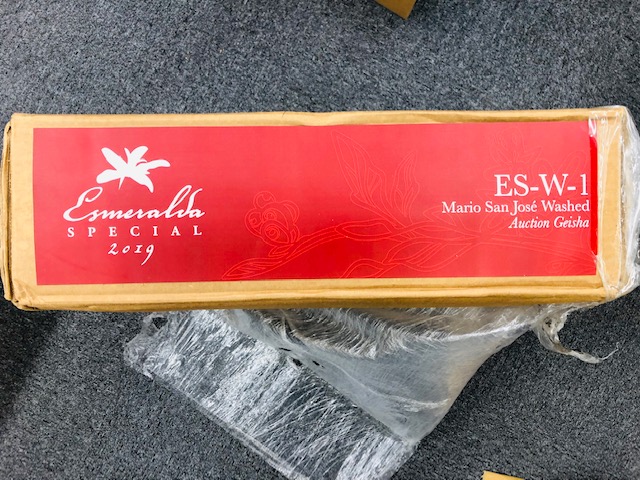 Esmeralda
SPECIAL
2019
ES-W-1
Mario San José Washed
Auction Geisha